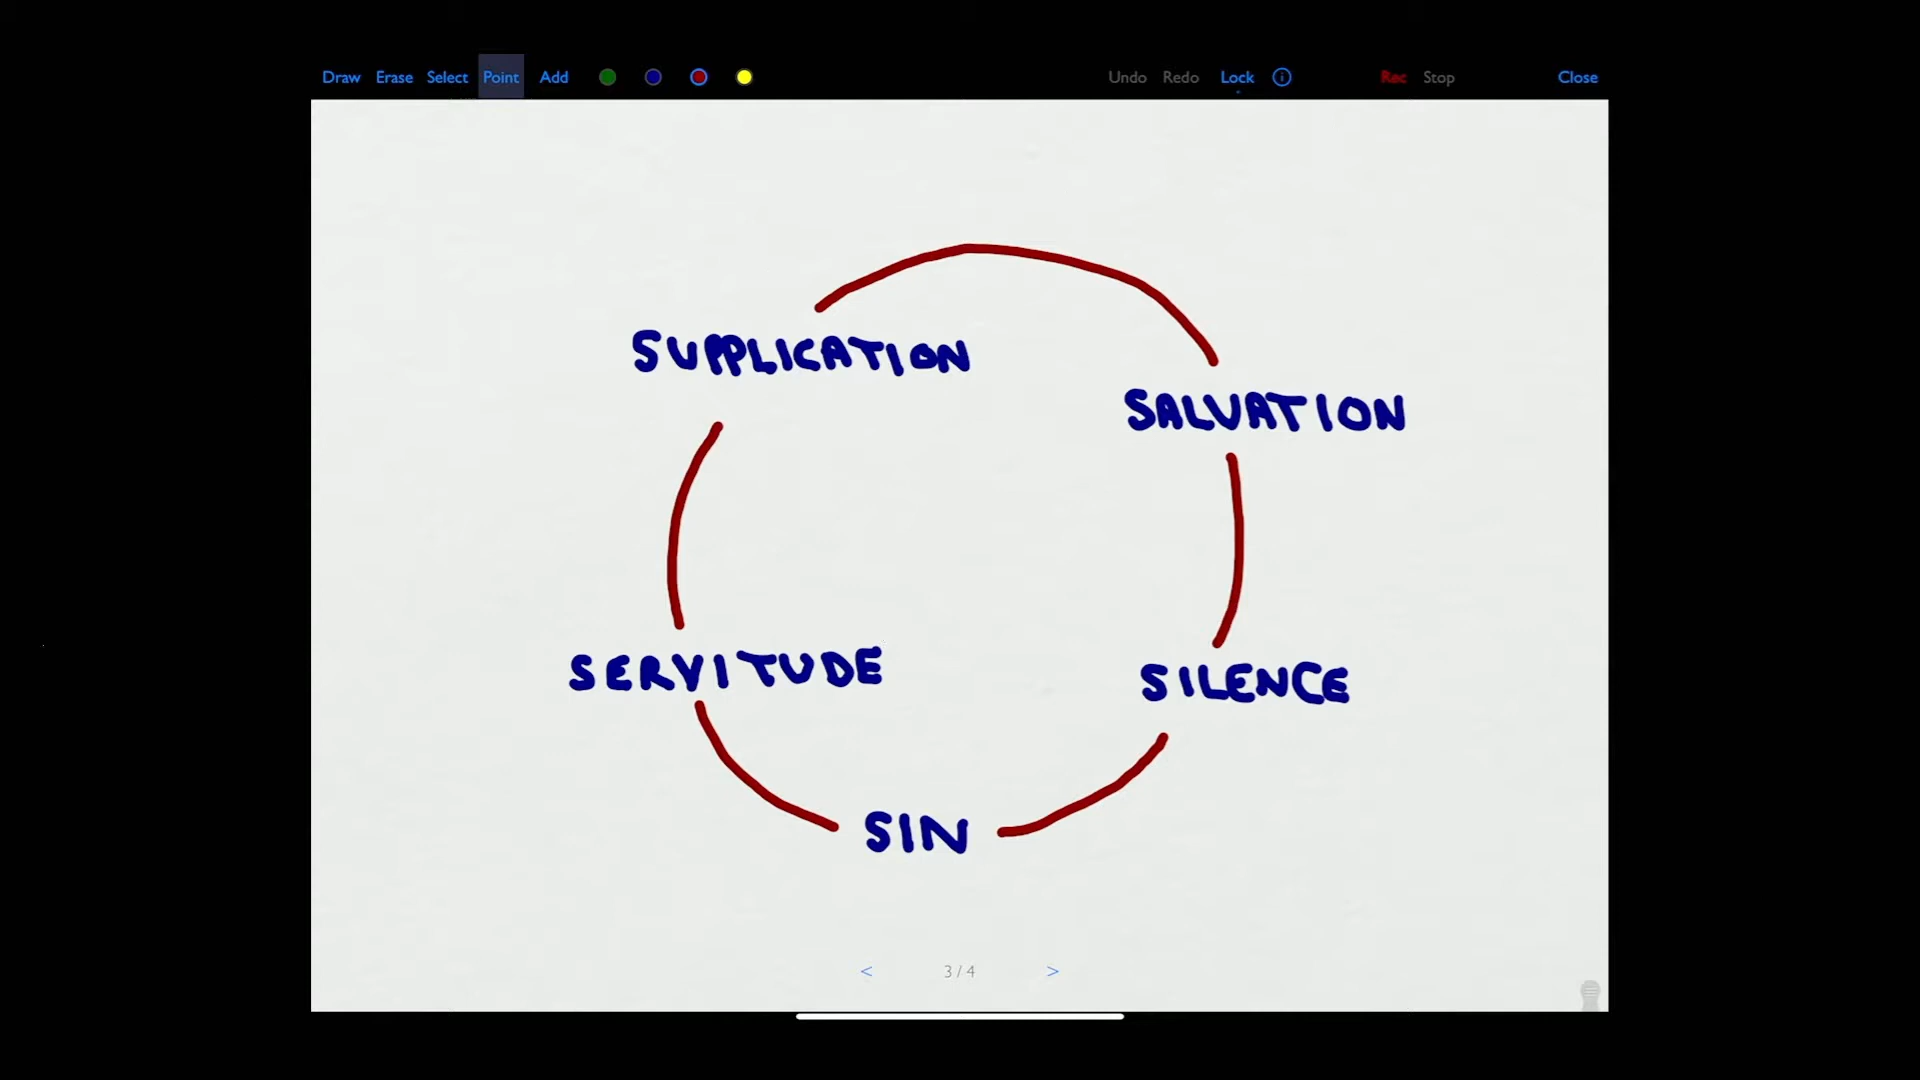 Draw Erase Select Point Add Undo Redo Lock Rec Stop Close
SUPPLICATION
SALVATION
SERVITUDE
SILENCE
SIN
< 3 / 4 >